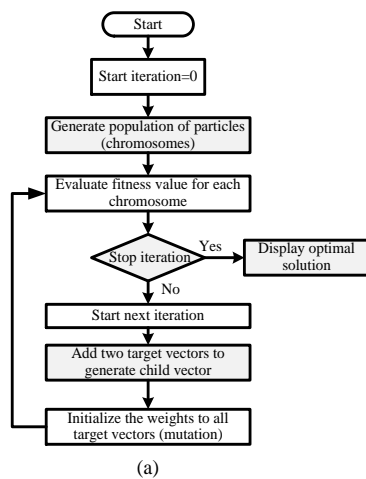 Start
Start iteration=0
Generate population of particles
(chromosomes)
Evaluate fitness value for each
chromosome
Stop iteration
Yes
Display optimal
solution
No
Start next iteration
Add two target vectors to
generate child vector
Initialize the weights to all
target vectors (mutation)
(a)